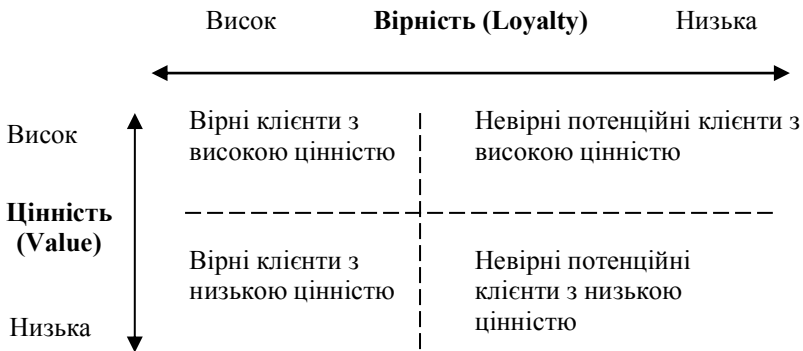 Висок Вірність (Loyalty) Низька
Висок
Вірні клієнти з
високою цінністю
Невірні потенційні клієнти з
високою цінністю
Цінність
(Value)
Вірні клієнти з
низькою цінністю
Невірні потенційні
клієнти з низькою
цінністю
Низька